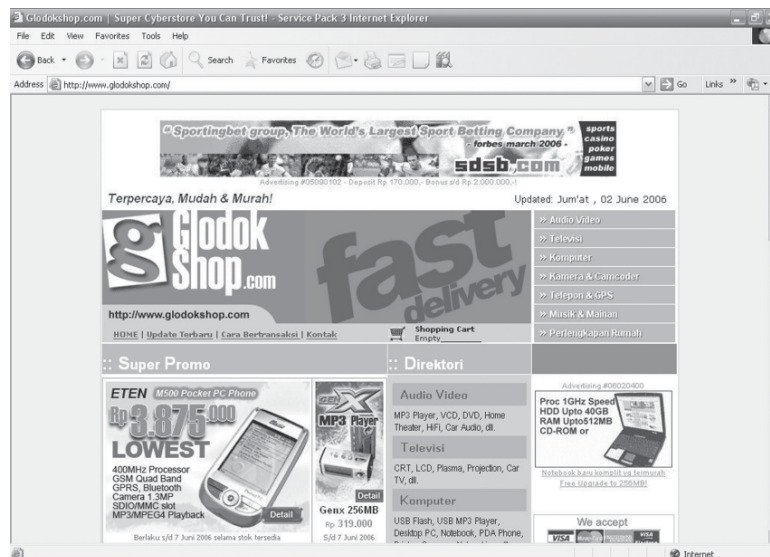 Glodokshop.com | Super Cyberstore You Can Trust! - Service Pack 3 Internet Explorer
File Edit View Favorites Tools Help
Back Search Favorites
Address http://www.glodokshop.com/ Go Links »
" Sportingbet group, The World's Largest Sport Betting Company "
- forbes march 2006 -
sdsb.com
sports
casino
poker
games
mobile
Advertising #05090102 - Deposit Rp 170.000,- Bonus s/d Rp 2.000.000,-!
Terpercaya, Mudah & Murah!
Updated: Jum'at , 02 June 2006
g Glodok
Shop.com
fast
delivery
http://www.glodokshop.com
HOME | Update Terbaru | Cara Bertransaksi | Kontak
Shopping Cart
Empty
» Audio Video
» Televisi
» Komputer
» Kamera & Camcoder
» Telepon & GPS
» Musik & Mainan
» Perlengkapan Rumah
:: Super Promo
ETEN M500 Pocket PC Phone
Rp 3.875.000
LOWEST
400MHz Processor
GSM Quad Band
GPRS, Bluetooth
Camera 1.3MP
SDIO/MMC slot
MP3/MPEG4 Playback
Detail
Berlaku s/d 7 Juni 2006 selama stok tersedia
GENX
MP3 Player
Detail
Genx 256MB
Rp 319.000
S/d 7 Juni 2006
:: Direktori
Audio Video
MP3 Player, VCD, DVD, Home
Theater, HiFi, Car Audio, dll.
Televisi
CRT, LCD, Plasma, Projection, Car
TV, dll.
Komputer
USB Flash, USB MP3 Player,
Desktop PC, Notebook, PDA Phone,
Advertising #06020400
Proc 1GHz Speed
HDD Upto 40GB
RAM Upto512MB
CD-ROM or
Notebook baru komplit yg termurah
Free Upgrade to 256MB!
We accept
VISA
VISA
Internet